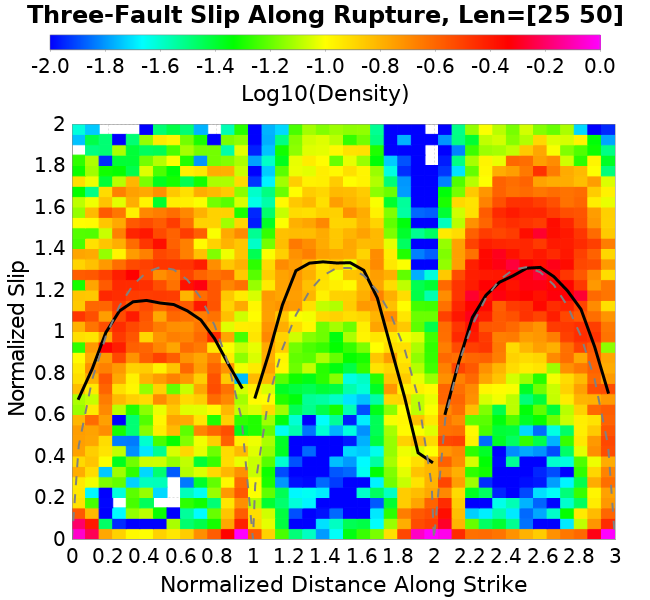 Three-Fault Slip Along Rupture, Len=[25 50]
-2.0 -1.8 -1.6 -1.4 -1.2 -1.0 -0.8 -0.6 -0.4 -0.2 0.0
Log10(Density)
Normalized Slip
2
1.8
1.6
1.4
1.2
1
0.8
0.6
0.4
0.2
0
0 0.2 0.4 0.6 0.8 1 1.2 1.4 1.6 1.8 2 2.2 2.4 2.6 2.8 3
Normalized Distance Along Strike